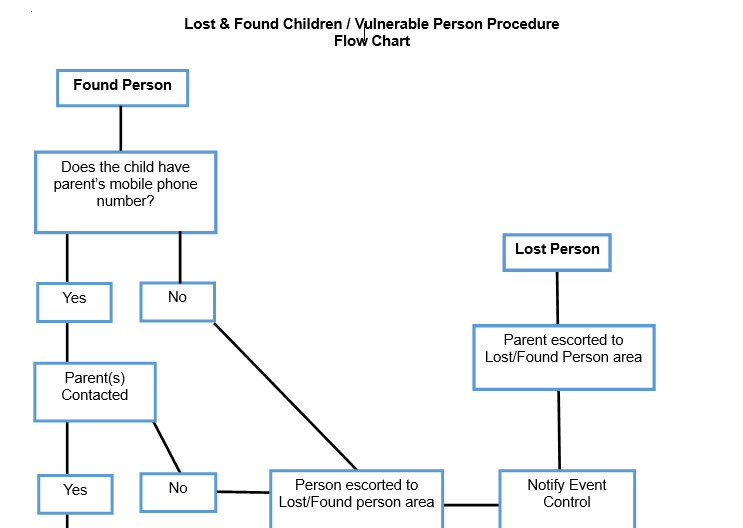 Lost & Found Children / Vulnerable Person Procedure
Flow Chart
Found Person
Does the child have
parent's mobile phone
number?
Lost Person
Yes
No
Parent escorted to
Lost/Found Person area
Parent(s)
Contacted
Yes
No
Person escorted to
Lost/Found person area
Notify Event
Control